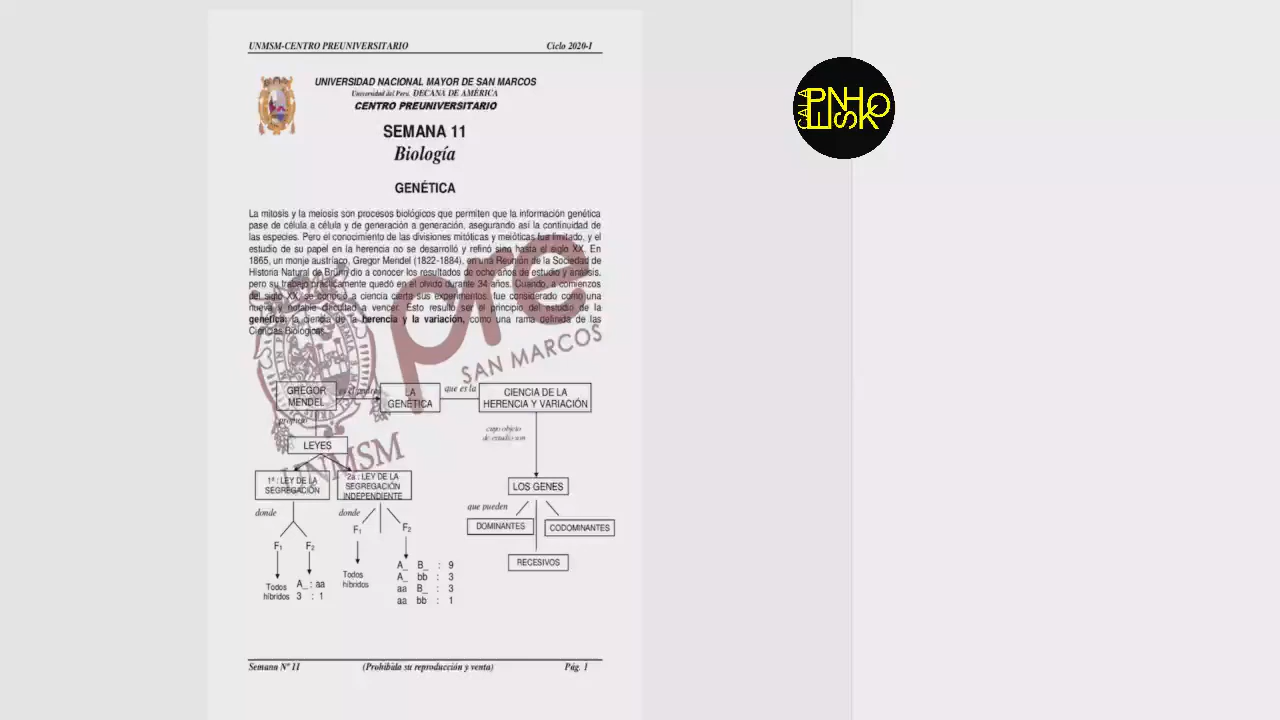 UNMSM-CENTRO PREUNIVERSITARIO Ciclo 2020-I
UNIVERSIDAD NACIONAL MAYOR DE SAN MARCOS
Universidad del Perú. DECANA DE AMÉRICA
CENTRO PREUNIVERSITARIO
SEMANA 11
Biología
GENÉTICA
La mitosis y la meiosis son procesos biológicos que permiten que la información genética
pase de célula a célula y de generación a generación, asegurando así la continuidad de
las especies. Pero el conocimiento de las divisiones mitóticas y meióticas fue limitado, y el
estudio de su papel en la herencia no se desarrolló y refinó sino hasta el siglo XX. En
1865, un monje austríaco, Gregor Mendel (1822-1884), en una Reunión de la Sociedad de
Historia Natural de Brünn dio a conocer los resultados de ocho años de estudio y análisis,
pero su trabajo prácticamente quedó en el olvido durante 34 años. Cuando, a comienzos
del siglo XX, se conoció a ciencia cierta sus experimentos, fue considerado como una
nueva y notable dificultad a vencer. Esto resultó ser el principio del estudio de la
genética: la ciencia de la herencia y la variación, como una rama definida de las
Ciencias Biológicas.
pre
SAN MARCOS
UNMSM
GREGOR MENDEL
es el padre
LA GENÉTICA
que es la
CIENCIA DE LA
HERENCIA Y VARIACIÓN
propuso
cuyo objeto
de estudio son
LEYES
1ª : LEY DE LA
SEGREGACIÓN
2a : LEY DE LA
SEGREGACIÓN
INDEPENDIENTE
LOS GENES
donde
donde
que pueden
DOMINANTES
CODOMINANTES
RECESIVOS
F1 F2
F1 F2
Todos
híbridos
A_ : aa
3 : 1
Todos
híbridos
A_ B_ : 9
A_ bb : 3
aa B_ : 3
aa bb : 1
Semana Nº 11 (Prohibida su reproducción y venta) Pág. 1